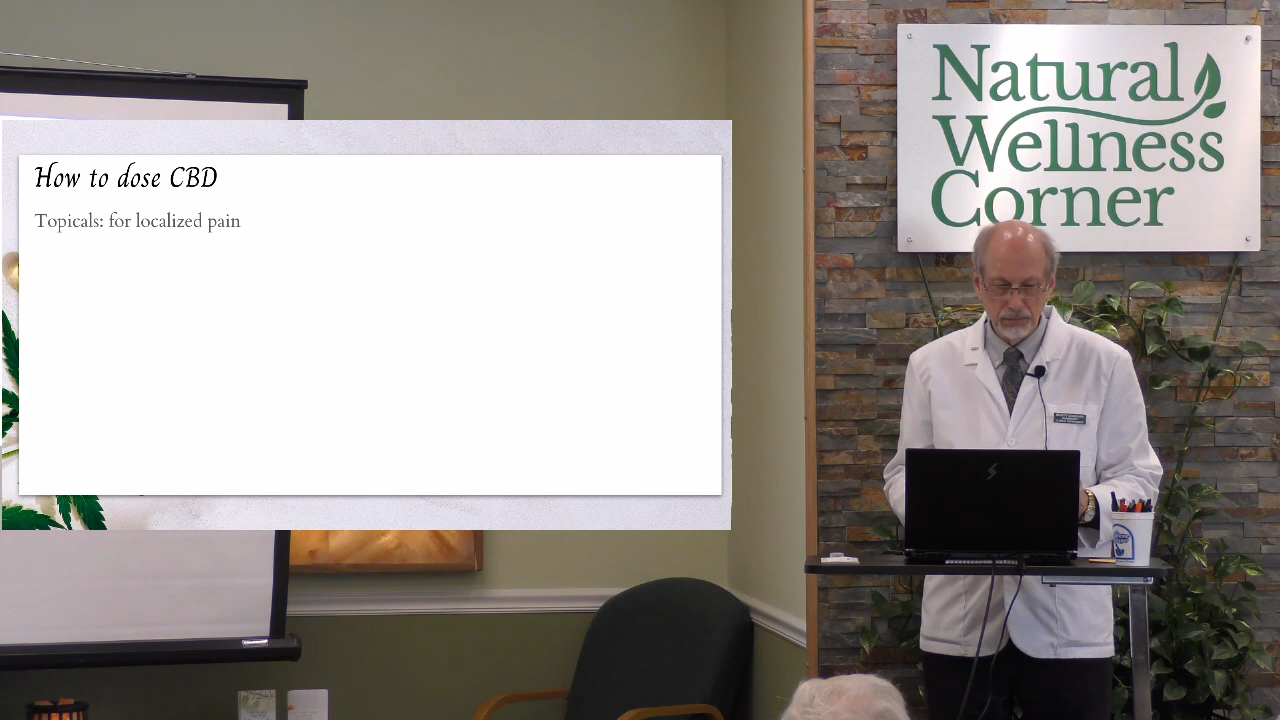 How to dose CBD
Topicals: for localized pain
Natural
Wellness
Corner